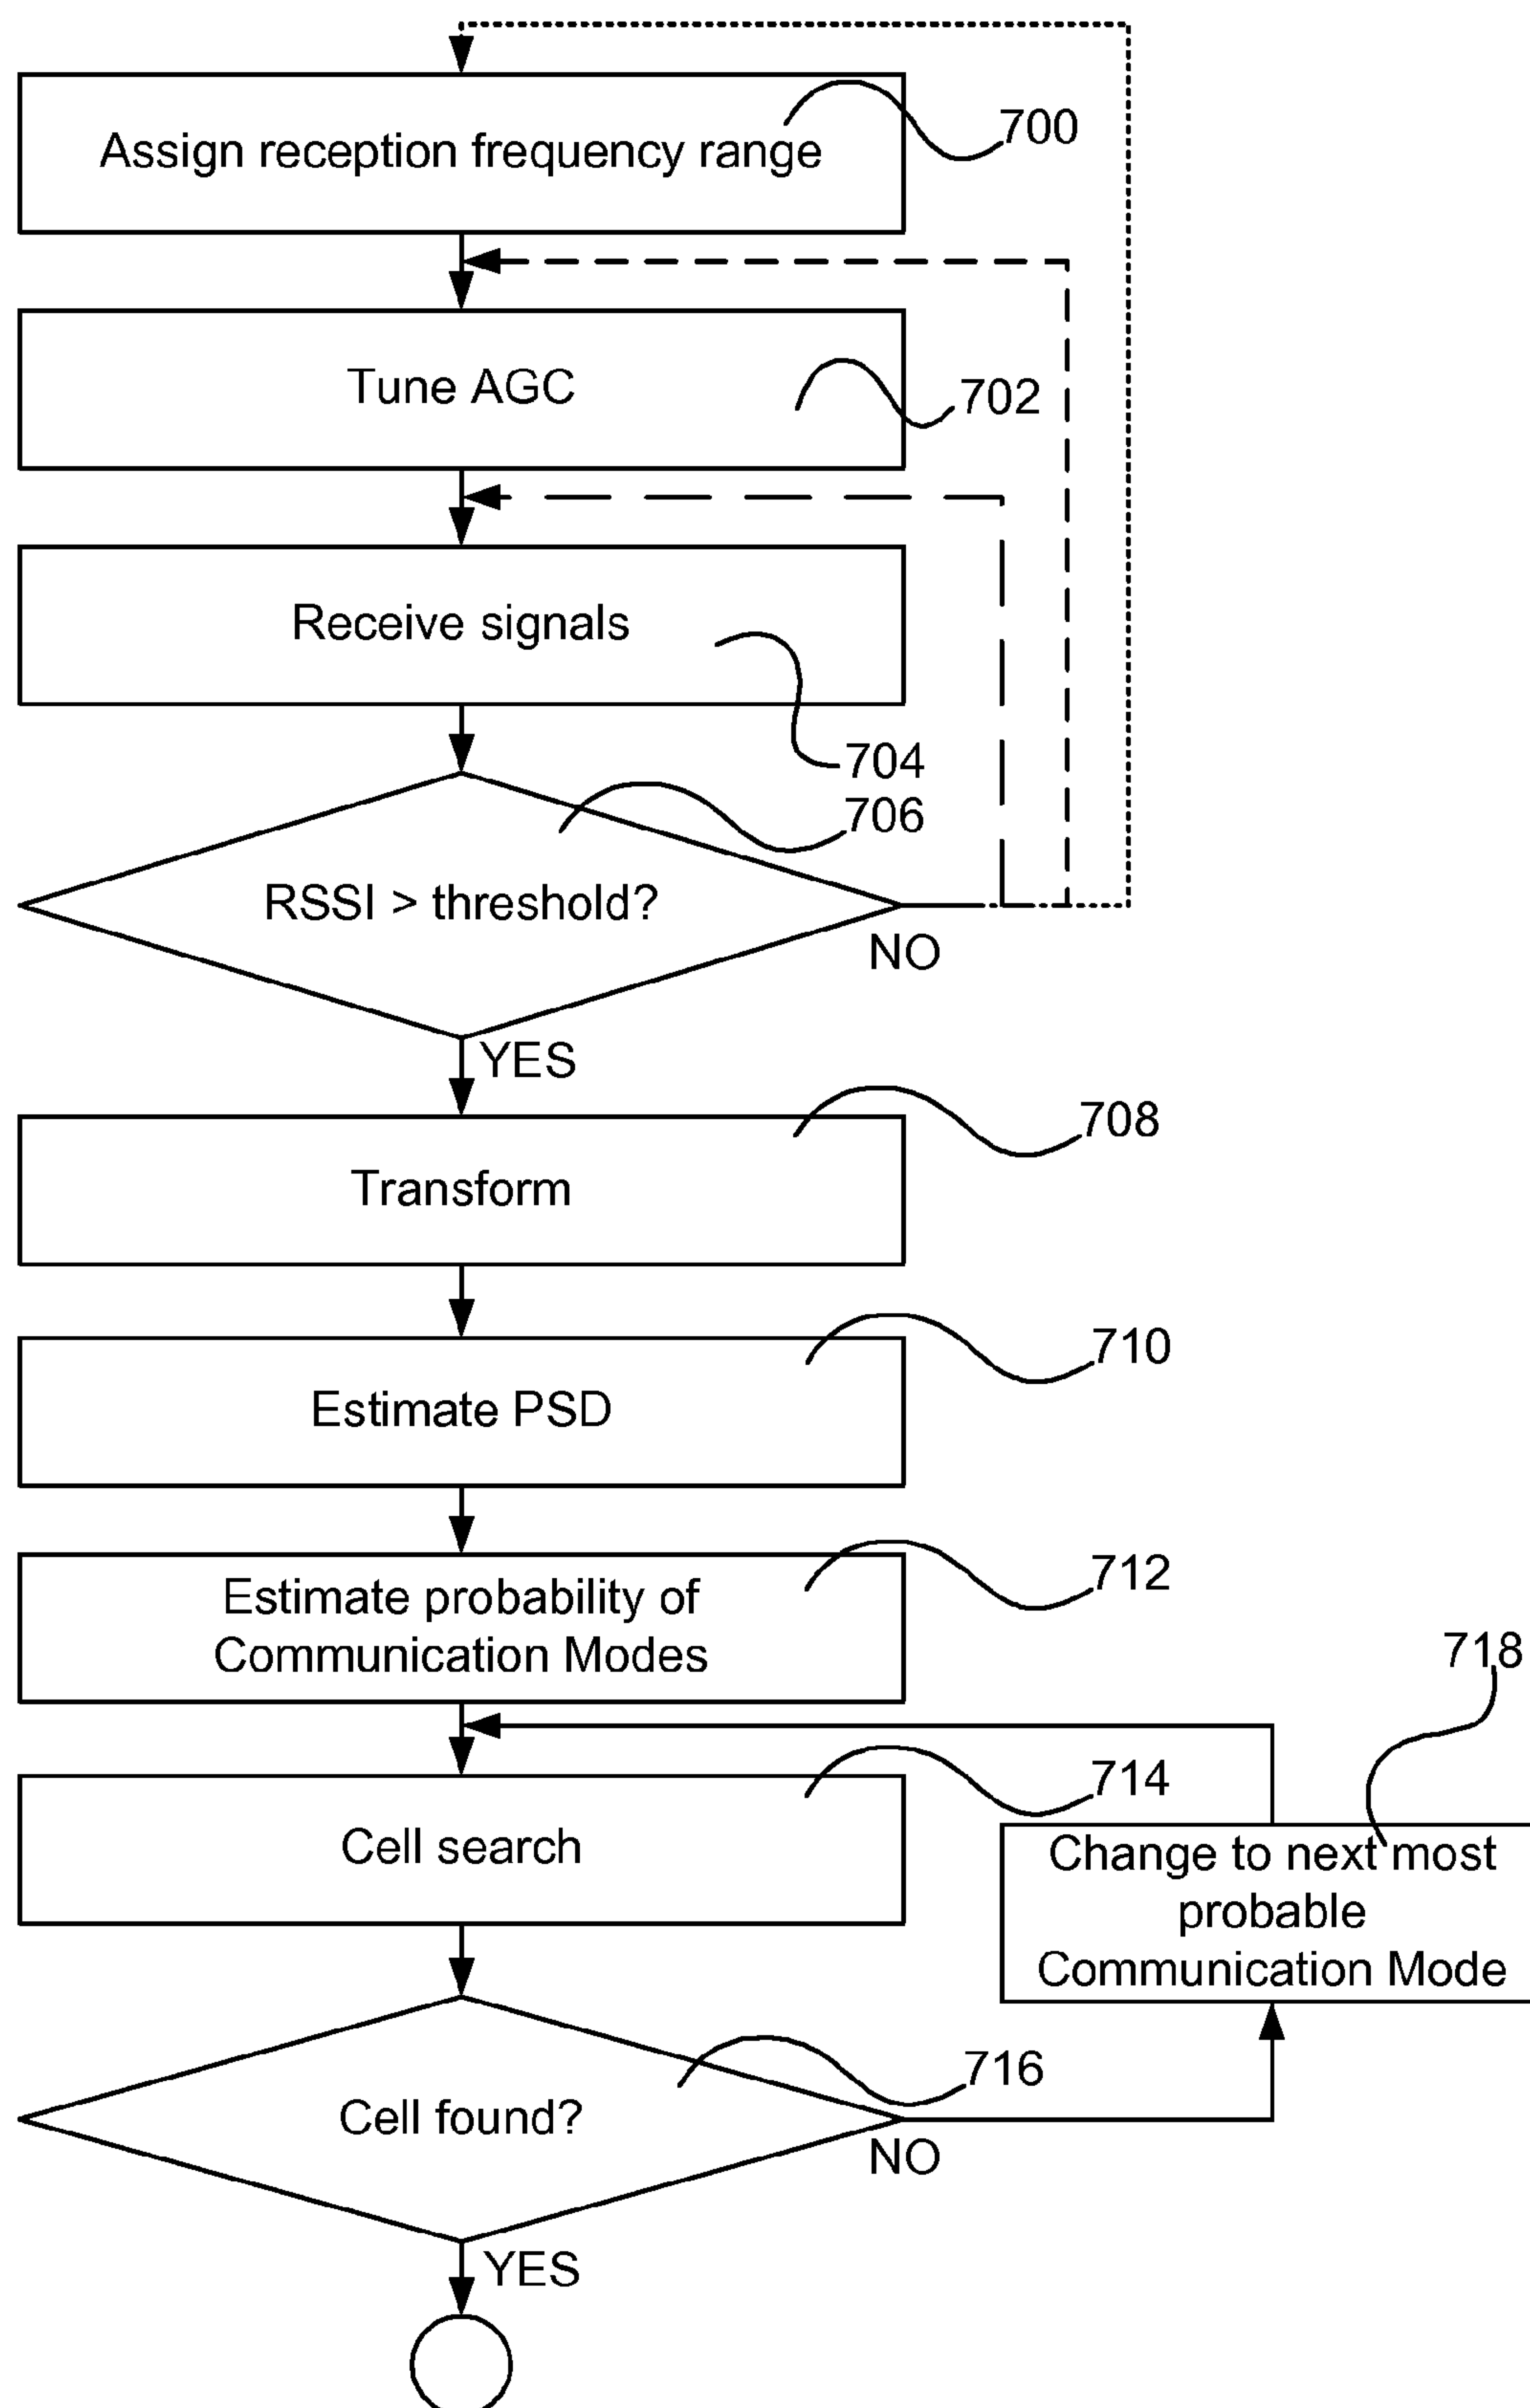 Assign reception frequency range
700
Tune AGC
702
Receive signals
704
706
RSSI > threshold?
NO
YES
708
Transform
710
Estimate PSD
712
Estimate probability of
Communication Modes
718
714
Cell search
Change to next most
probable
Communication Mode
716
Cell found?
NO
YES